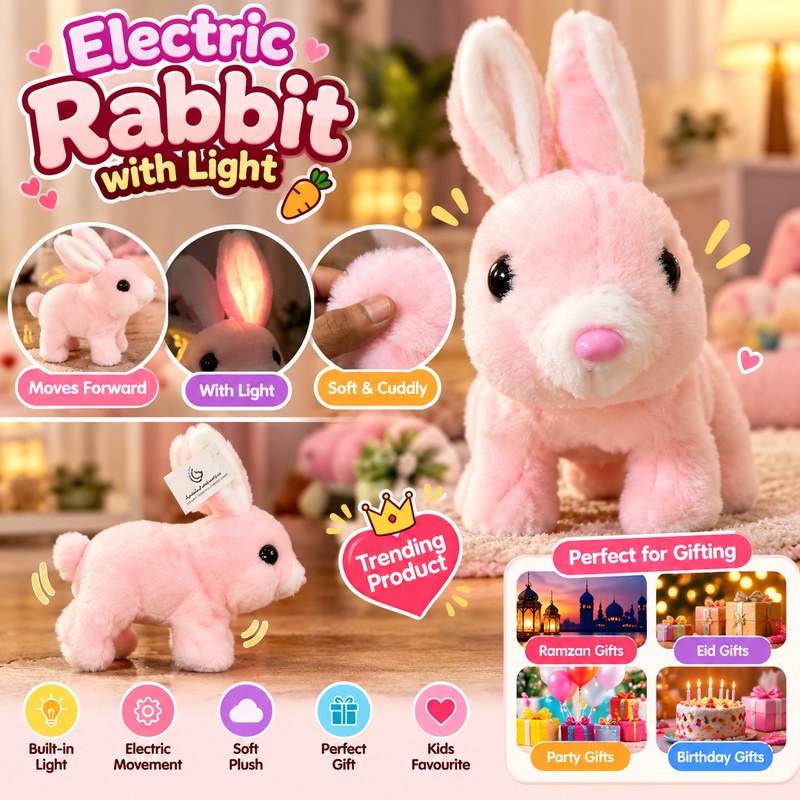 Electric
Rabbit
with Light
Moves Forward
With Light
Soft & Cuddly
Trending
Product
Perfect for Gifting
Ramzan Gifts
Eid Gifts
Party Gifts
Birthday Gifts
Built-in
Light
Electric
Movement
Soft
Plush
Perfect
Gift
Kids
Favourite